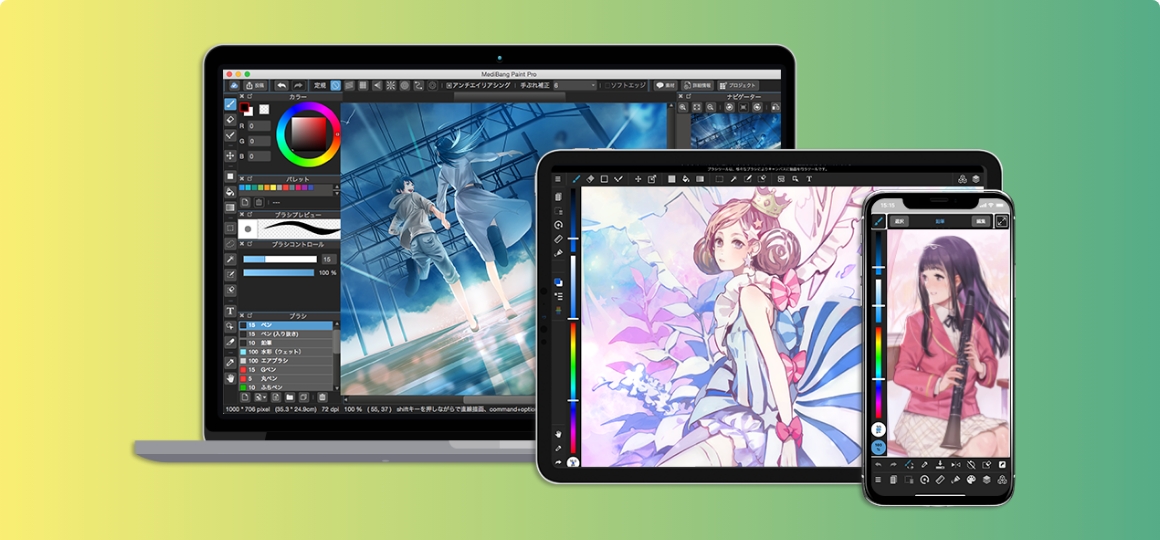 MediBang Paint Pro
投稿
定規
アンチエイリアシング
手ぶれ補正 6
ソフトエッジ
素材
詳細情報
プロジェクト
カラー
ナビゲーター
R 0
G 0
B 0
パレット
---
ブラシプレビュー
ブラシコントロール
15
100 %
ブラシ
15 ペン
15 ペン (入り抜き)
10 鉛筆
100 水彩 (ウェット)
100 エアブラシ
15 Gペン
5 丸ペン
10 ふちペン
1000 * 706 pixel (35.3 * 24.9cm) 72 dpi 100 % ( 55, 37) shiftキーを押しながらで直線描画、command+optio
選択
鉛筆
編集